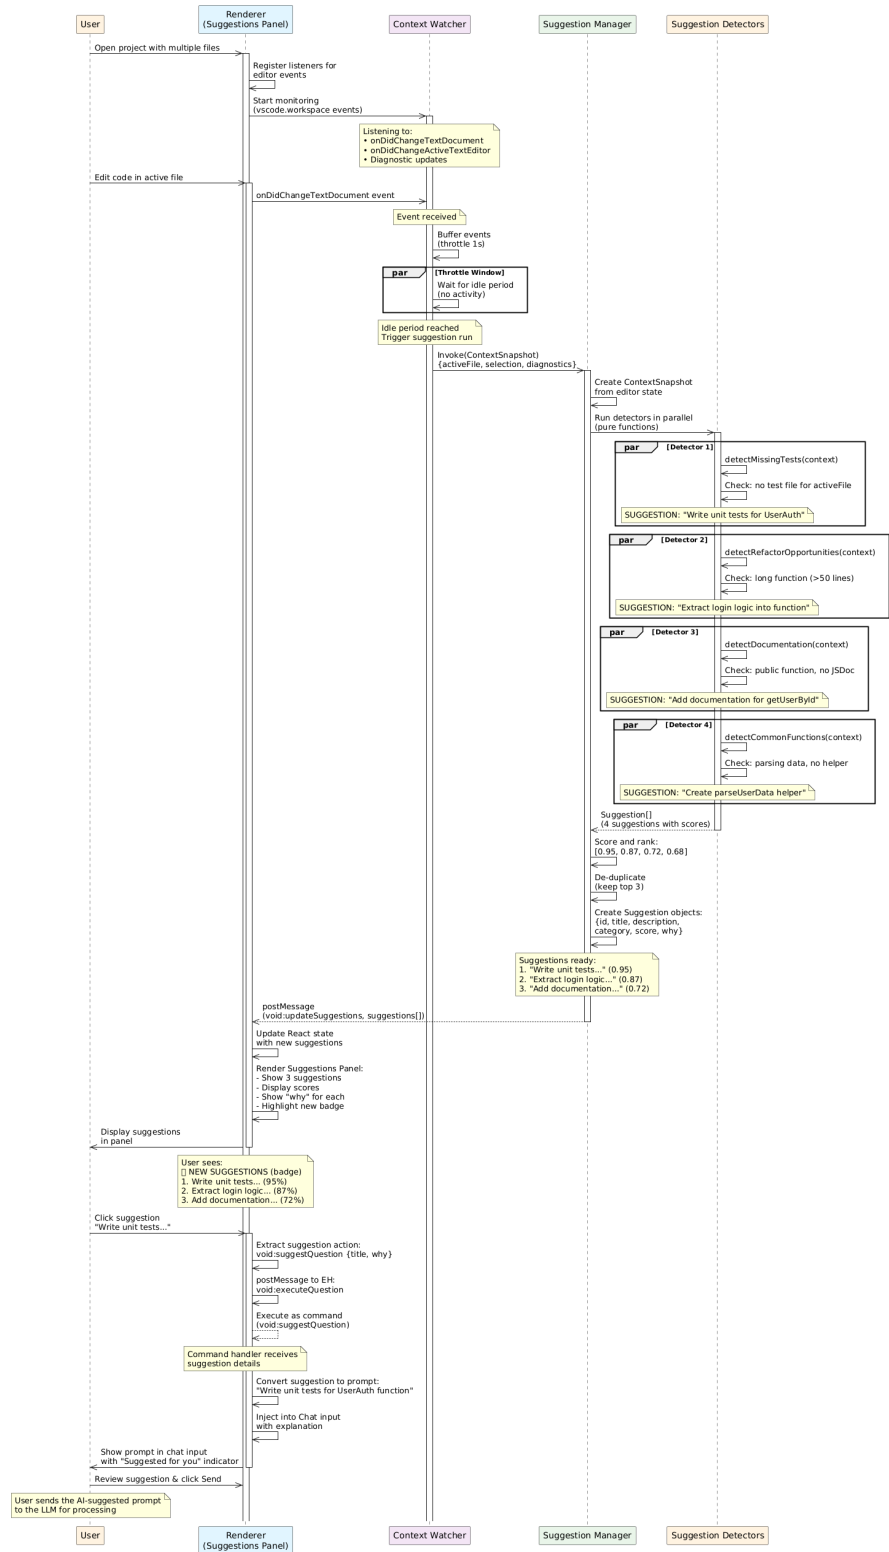 User
Renderer
(Suggestions Panel)
Context Watcher
Suggestion Manager
Suggestion Detectors
Open project with multiple files
Register listeners for
editor events
Start monitoring
(vscode.workspace events)
Listening to:
• onDidChangeTextDocument
• onDidChangeActiveTextEditor
• Diagnostic updates
Edit code in active file
onDidChangeTextDocument event
Event received
Buffer events
(throttle 1s)
par [Throttle Window]
Wait for idle period
(no activity)
Idle period reached
Trigger suggestion run
Invoke(ContextSnapshot)
{activeFile, selection, diagnostics}
Create ContextSnapshot
from editor state
Run detectors in parallel
(pure functions)
par [Detector 1]
detectMissingTests(context)
Check: no test file for activeFile
SUGGESTION: "Write unit tests for UserAuth"
par [Detector 2]
detectRefactorOpportunities(context)
Check: long function (>50 lines)
SUGGESTION: "Extract login logic into function"
par [Detector 3]
detectDocumentation(context)
Check: public function, no JSDoc
SUGGESTION: "Add documentation for getUserById"
par [Detector 4]
detectCommonFunctions(context)
Check: parsing data, no helper
SUGGESTION: "Create parseUserData helper"
Suggestion[]
(4 suggestions with scores)
Score and rank:
[0.95, 0.87, 0.72, 0.68]
De-duplicate
(keep top 3)
Create Suggestion objects:
{id, title, description,
category, score, why}
Suggestions ready:
1. "Write unit tests..." (0.95)
2. "Extract login logic..." (0.87)
3. "Add documentation..." (0.72)
postMessage
(void:updateSuggestions, suggestions[])
Update React state
with new suggestions
Render Suggestions Panel:
- Show 3 suggestions
- Display scores
- Show "why" for each
- Highlight new badge
Display suggestions
in panel
User sees:
NEW SUGGESTIONS (badge)
1. Write unit tests... (95%)
2. Extract login logic... (87%)
3. Add documentation... (72%)
Click suggestion
"Write unit tests..."
Extract suggestion action:
void:suggestQuestion {title, why}
postMessage to EH:
void:executeQuestion
Execute as command
(void:suggestQuestion)
Command handler receives
suggestion details
Convert suggestion to prompt:
"Write unit tests for UserAuth function"
Inject into Chat input
with explanation
Show prompt in chat input
with "Suggested for you" indicator
Review suggestion & click Send
User sends the AI-suggested prompt
to the LLM for processing
User
Renderer
(Suggestions Panel)
Context Watcher
Suggestion Manager
Suggestion Detectors